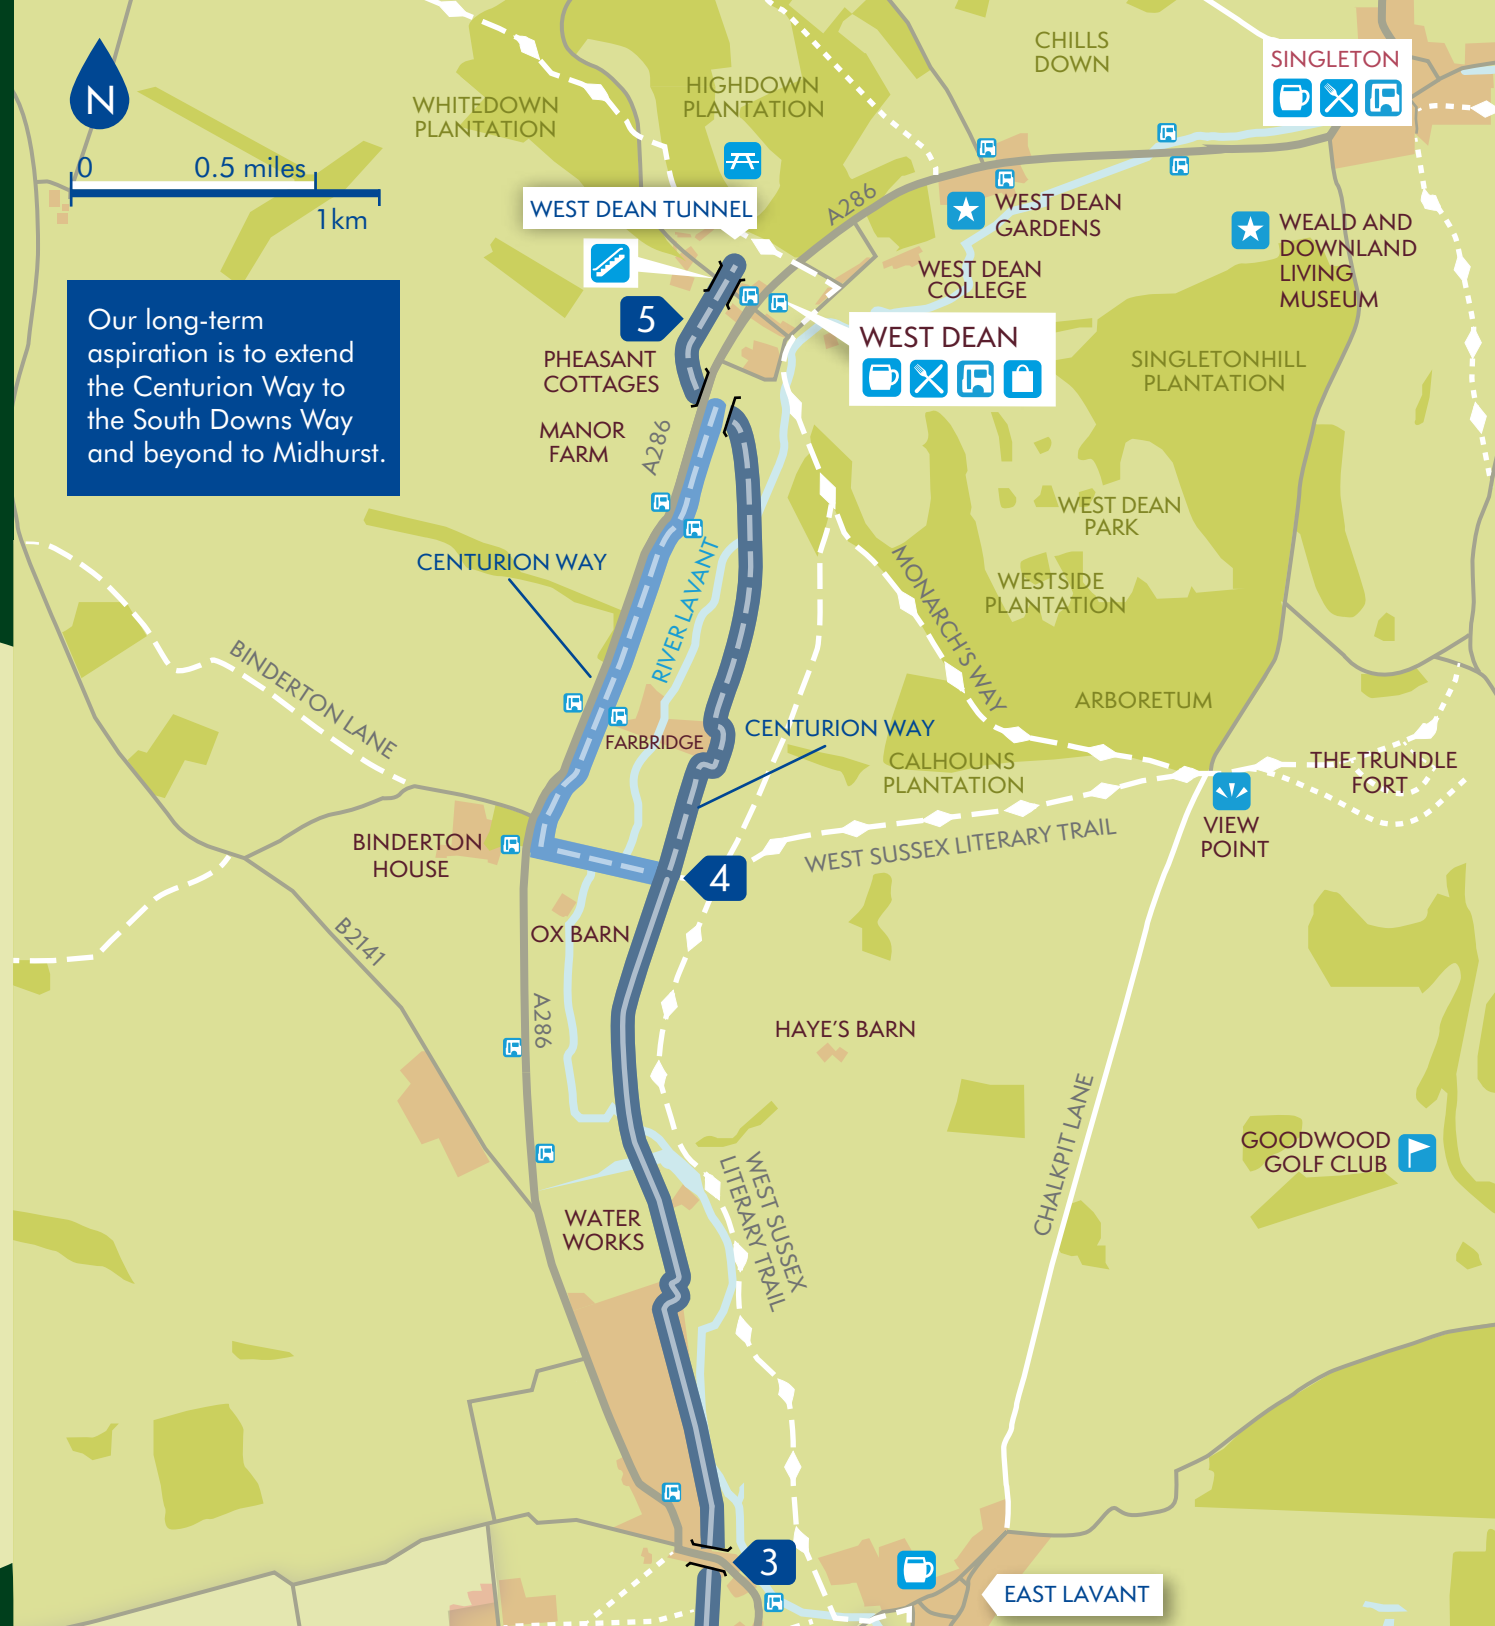 N
0 0.5 miles
1km
Our long-term
aspiration is to extend
the Centurion Way to
the South Downs Way
and beyond to Midhurst.
WHITEDOWN
PLANTATION
HIGHDOWN
PLANTATION
CHILLS
DOWN
SINGLETON
WEST DEAN TUNNEL
A286
WEST DEAN
GARDENS
WEALD AND
DOWNLAND
LIVING
MUSEUM
WEST DEAN
COLLEGE
5
WEST DEAN
PHEASANT
COTTAGES
SINGLETONHILL
PLANTATION
MANOR
FARM
A286
WEST DEAN
PARK
CENTURION WAY
RIVER LAVANT
MONARCH'S WAY
WESTSIDE
PLANTATION
BINDERTON LANE
ARBORETUM
FARBRIDGE
CENTURION WAY
CALHOUNS
PLANTATION
THE TRUNDLE
FORT
VIEW
POINT
WEST SUSSEX LITERARY TRAIL
BINDERTON
HOUSE
4
OX BARN
B2141
A286
HAYE'S BARN
CHALKPIT LANE
GOODWOOD
GOLF CLUB
WEST SUSSEX
LITERARY TRAIL
WATER
WORKS
3
EAST LAVANT